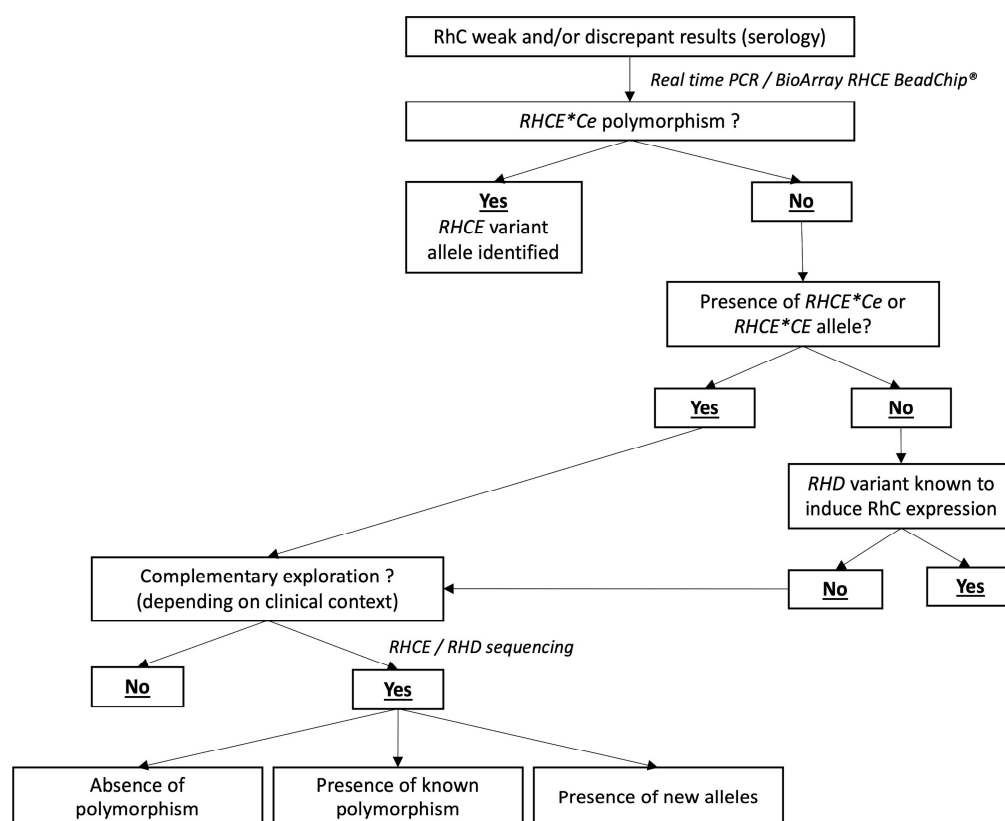 RhC weak and/or discrepant results (serology)
Real time PCR / BioArray RHCE BeadChip®
RHCE*Ce polymorphism ?
Yes
RHCE variant
allele identified
No
Presence of RHCE*Ce or
RHCE*CE allele?
Yes
No
RHD variant known to
induce RhC expression
No
Yes
Complementary exploration ?
(depending on clinical context)
RHCE / RHD sequencing
No
Yes
Absence of
polymorphism
Presence of known
polymorphism
Presence of new alleles